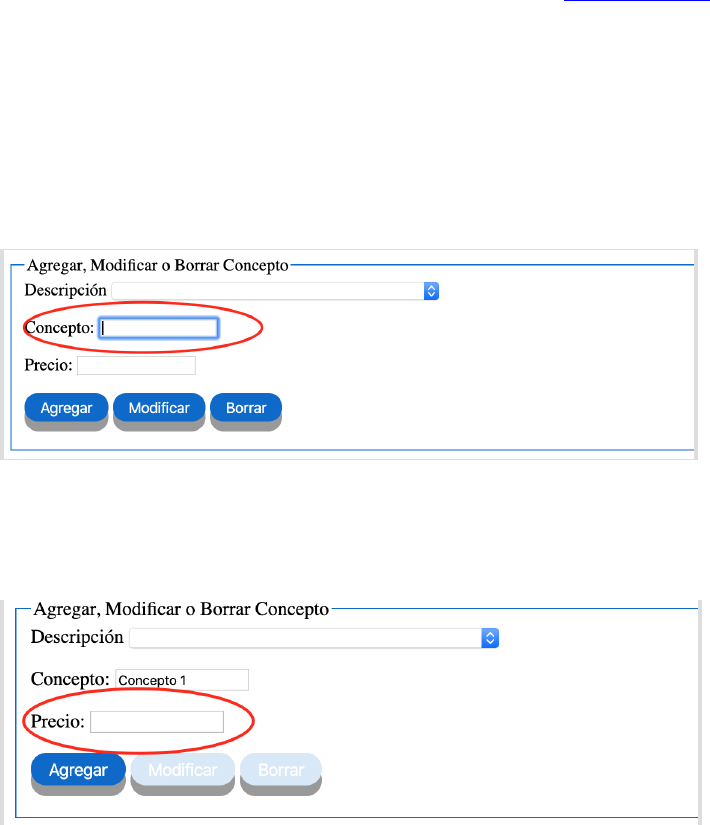 Agregar, Modificar o Borrar Concepto
Descripción
Concepto:
Precio:
Agregar Modificar Borrar
Agregar, Modificar o Borrar Concepto
Descripción
Concepto: Concepto 1
Precio:
Agregar Modificar Borrar